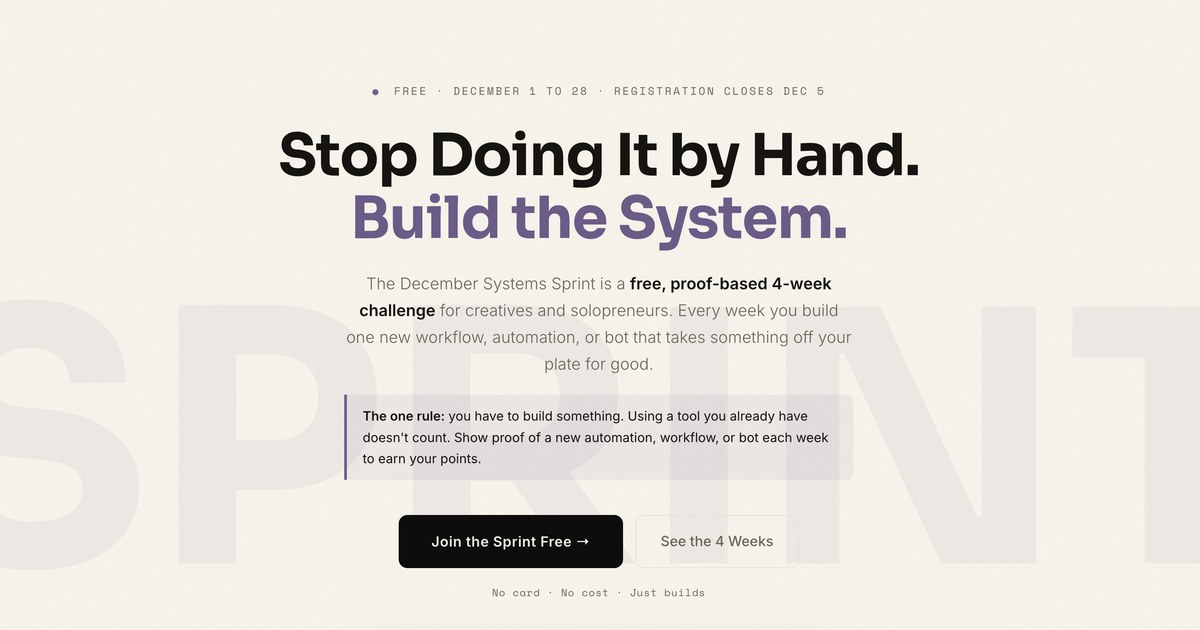 FREE · DECEMBER 1 TO 28 · REGISTRATION CLOSES DEC 5
Stop Doing It by Hand.
Build the System.
The December Systems Sprint is a free, proof-based 4-week
challenge for creatives and solopreneurs. Every week you build
one new workflow, automation, or bot that takes something off your
plate for good.
SPRINT
The one rule: you have to build something. Using a tool you already have
doesn't count. Show proof of a new automation, workflow, or bot each week
to earn your points.
Join the Sprint Free →
See the 4 Weeks
No card · No cost · Just builds